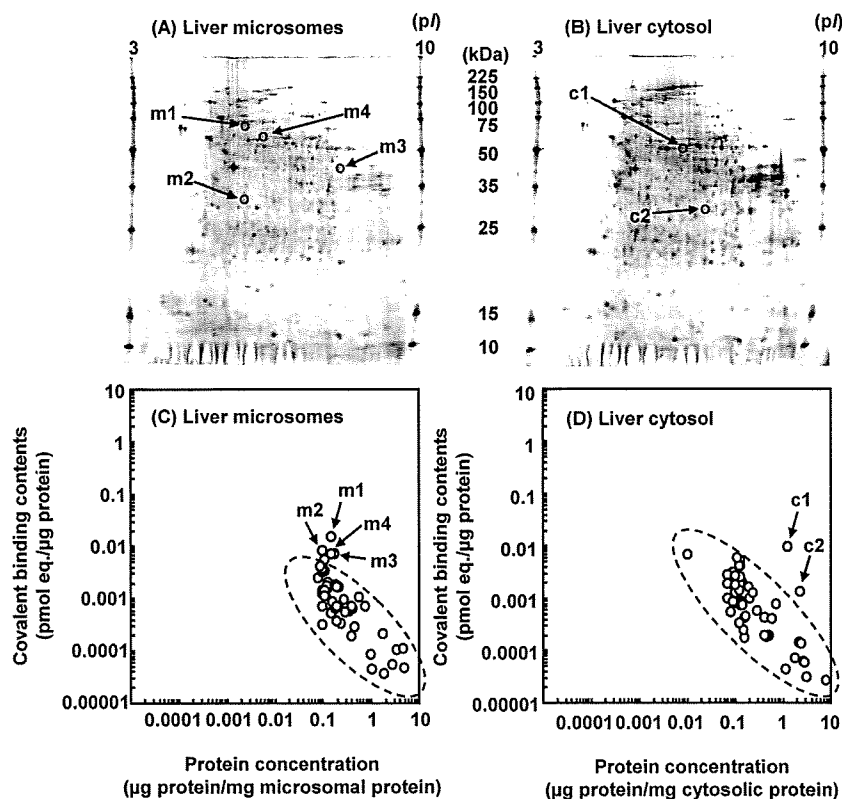 (A) Liver microsomes
(pI)
3
10
m1
m4
m3
m2
(kDa)
225
150
100
75
50
35
25
15
10
(B) Liver cytosol
(pI)
3
10
c1
c2
(C) Liver microsomes
10
1
0.1
0.01
0.001
0.0001
0.00001
m1
m2
m4
m3
0.0001
0.001
0.01
0.1
1
10
Covalent binding contents
(pmol eq./µg protein)
Protein concentration
(µg protein/mg microsomal protein)
(D) Liver cytosol
10
1
0.1
0.01
0.001
0.0001
0.00001
c1
c2
0.0001
0.001
0.01
0.1
1
10
Covalent binding contents
(pmol eq./µg protein)
Protein concentration
(µg protein/mg cytosolic protein)